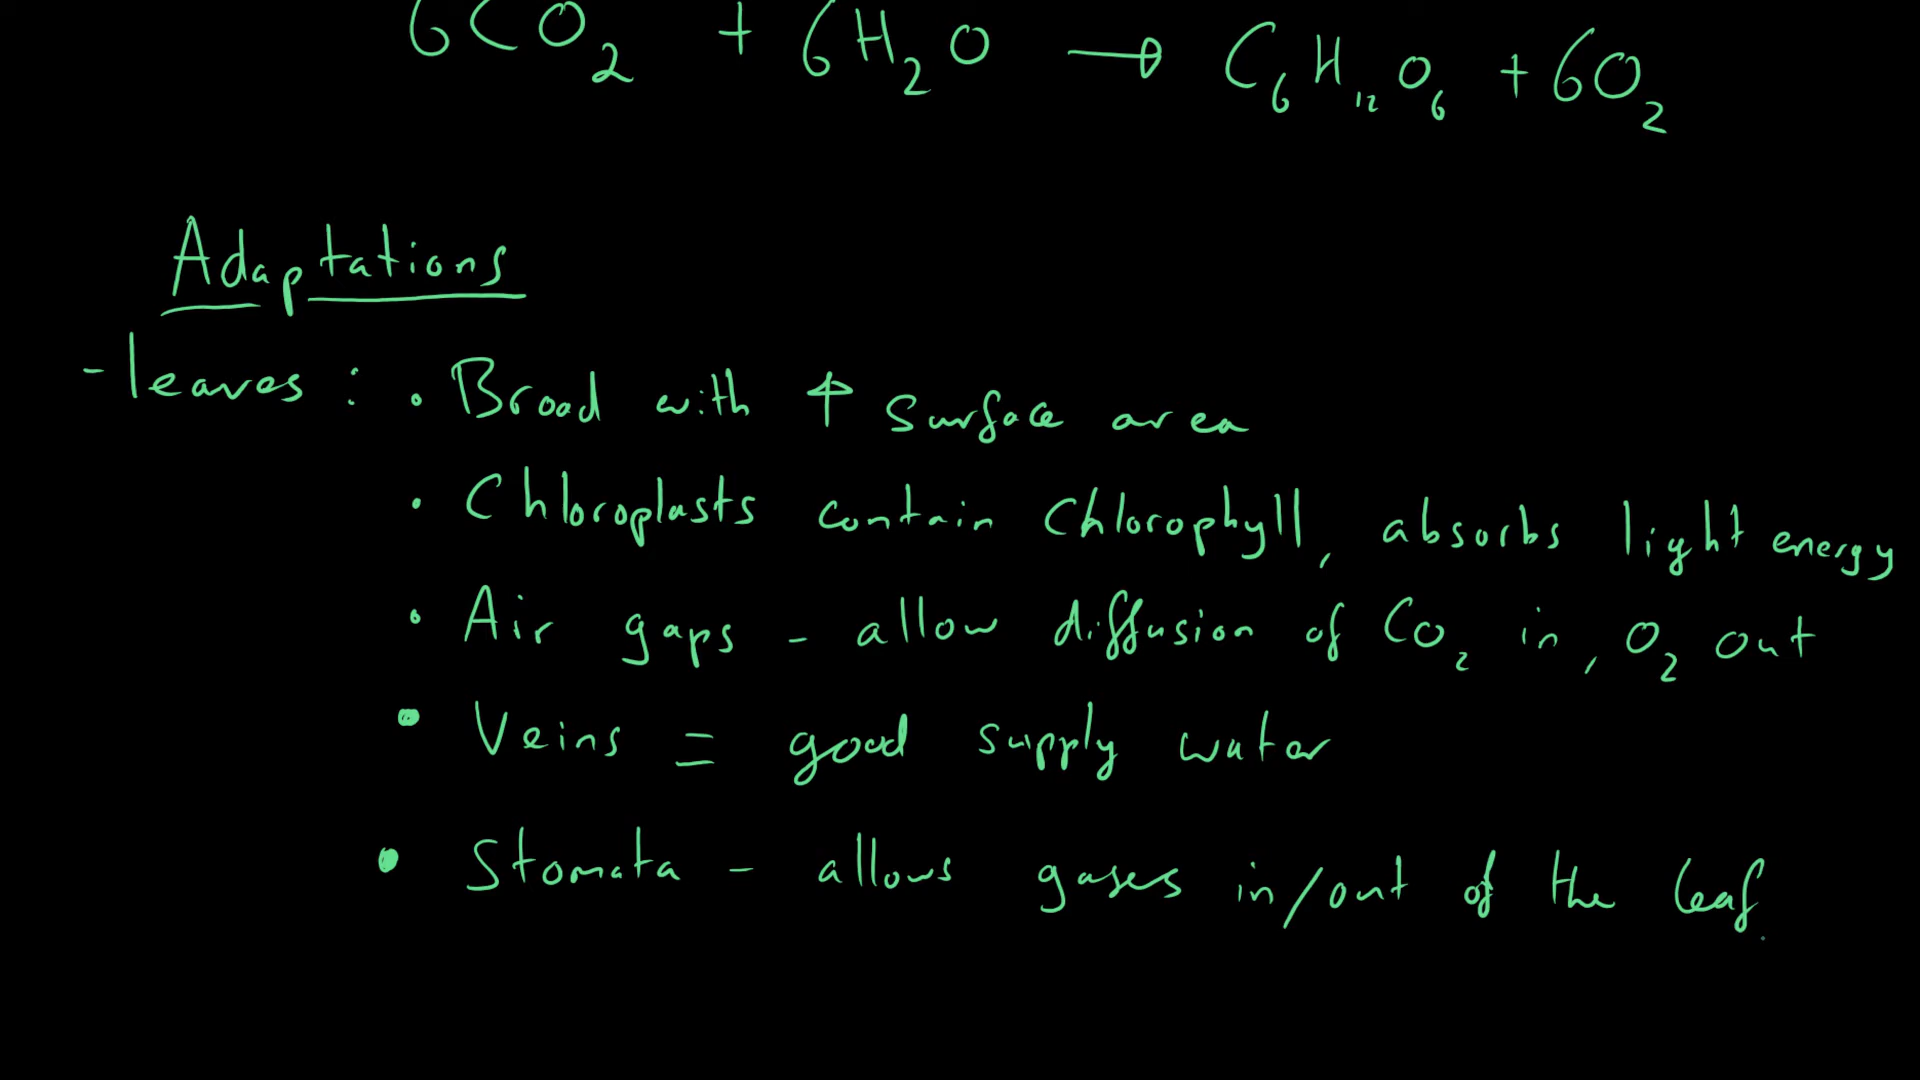 6CO₂ + 6H₂O → C₆H₁₂O₆ + 6O₂
Adaptations
- leaves : • Broad with ↑ surface area
• Chloroplasts contain Chlorophyll, absorbs light energy
• Air gaps - allow diffusion of CO₂ in, O₂ out
• Veins = good supply water
• Stomata - allows gases in/out of the leaf.